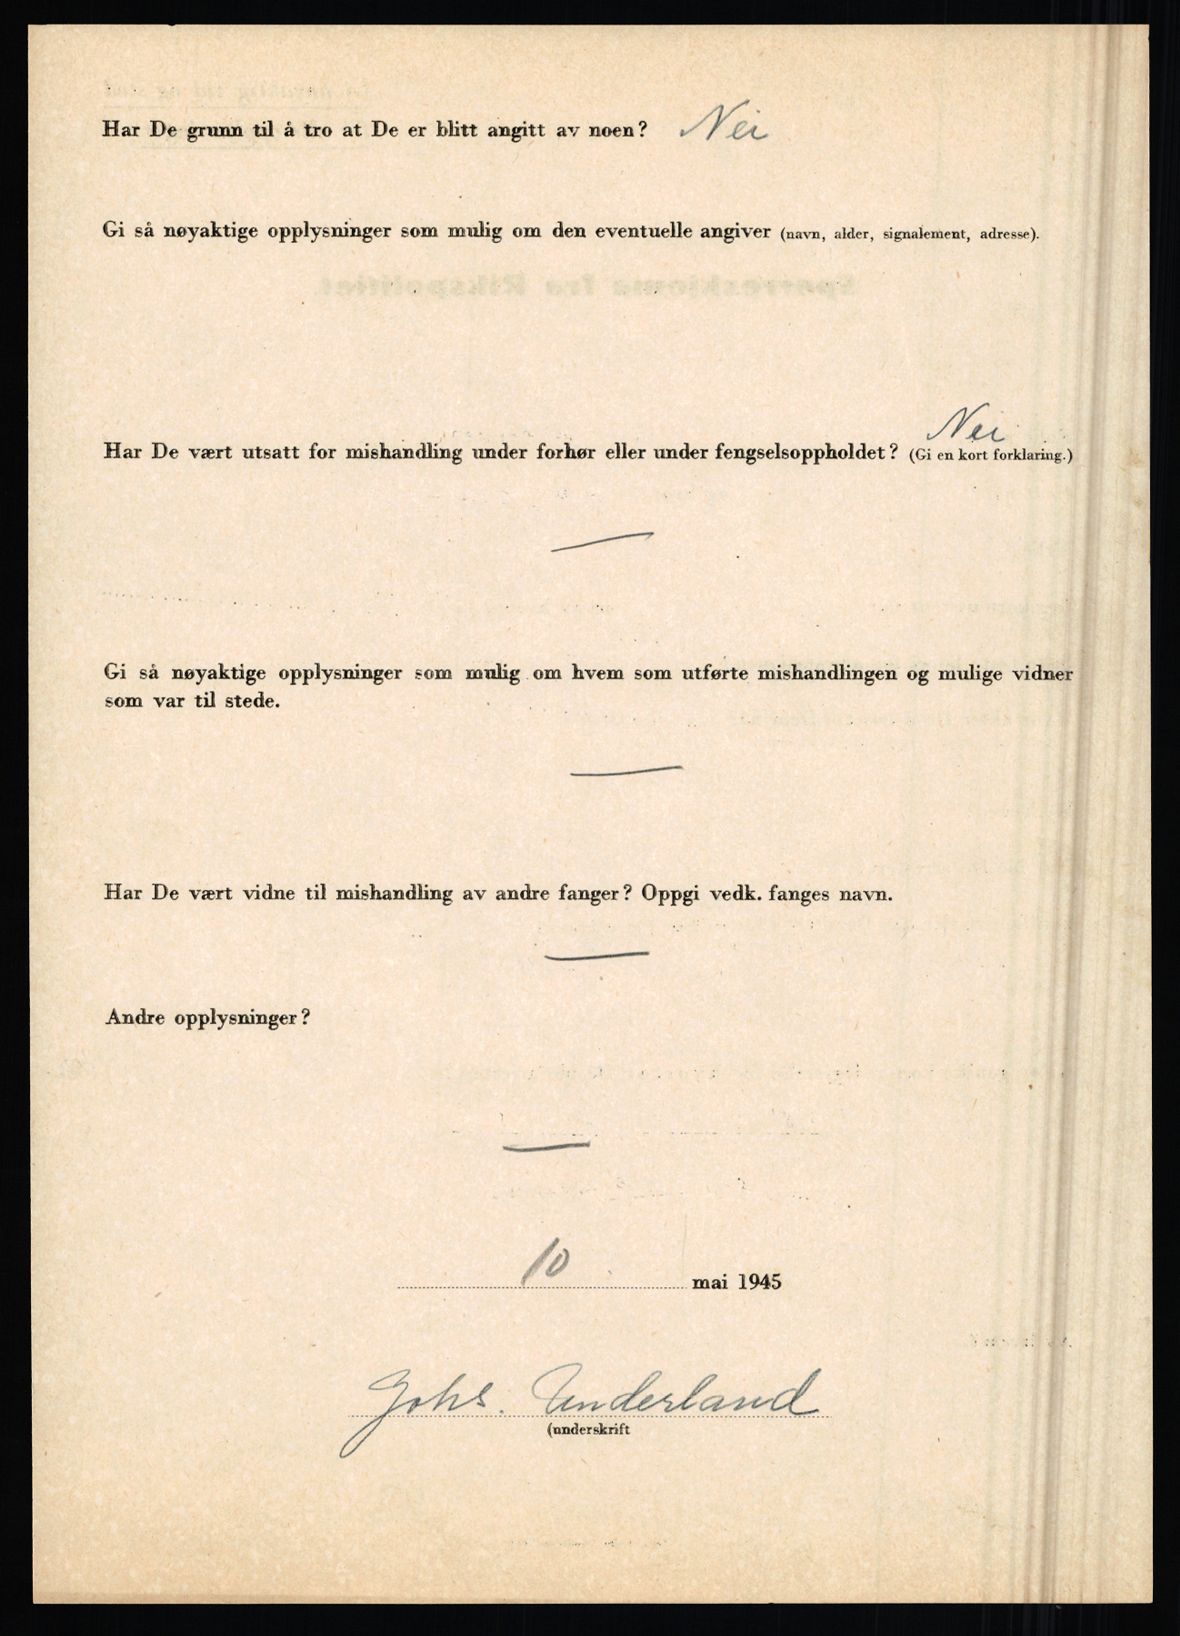 Har De grunn til å tro at De er blitt angitt av noen? Nei
Gi så nøyaktige opplysninger som mulig om den eventuelle angiver (navn, alder, signalement, adresse).
Nei
Har De vært utsatt for mishandling under forhør eller under fengselsoppholdet? (Gi en kort forklaring.)
Gi så nøyaktige opplysninger som mulig om hvem som utførte mishandlingen og mulige vidner
som var til stede.
Har De vært vidne til mishandling av andre fanger? Oppgi vedk. fanges navn.
Andre opplysninger?
10 mai 1945
Johs. Underland
(underskrift